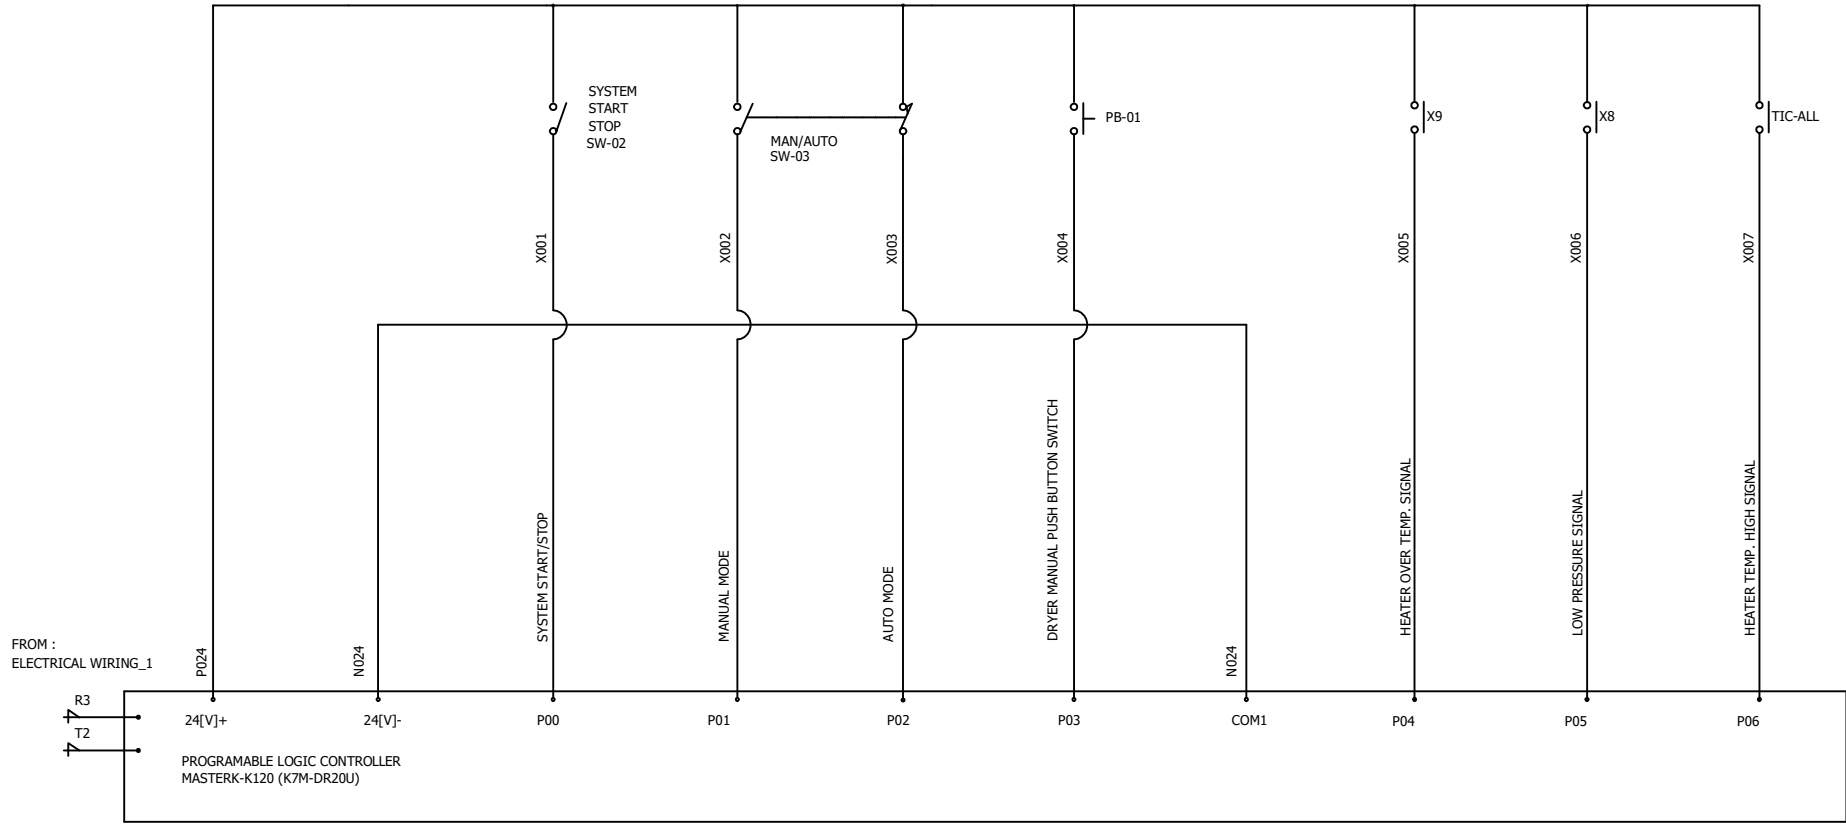 SYSTEM
START
STOP
SW-02
MAN/AUTO
SW-03
PB-01
X9
X8
TIC-ALL
X001
X002
X003
X004
X005
X006
X007
P024
N024
SYSTEM START/STOP
MANUAL MODE
AUTO MODE
DRYER MANUAL PUSH BUTTON SWITCH
N024
HEATER OVER TEMP. SIGNAL
LOW PRESSURE SIGNAL
HEATER TEMP. HIGH SIGNAL
FROM :
ELECTRICAL WIRING_1
R3
T2
24[V]+
24[V]-
P00
P01
P02
P03
COM1
P04
P05
P06
PROGRAMABLE LOGIC CONTROLLER
MASTERK-K120 (K7M-DR20U)